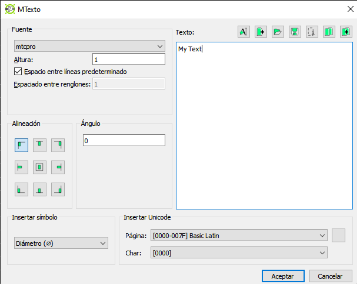 MTexto
Fuente
mtcpro
Altura:
1
Espacio entre líneas predeterminado
Espaciado entre renglones:
1
Alineación
Ángulo
0
Texto:
My Text
Insertar símbolo
Diámetro (⌀)
Insertar Unicode
Página:
[0000-007F] Basic Latin
Char:
[0000]
Aceptar
Cancelar